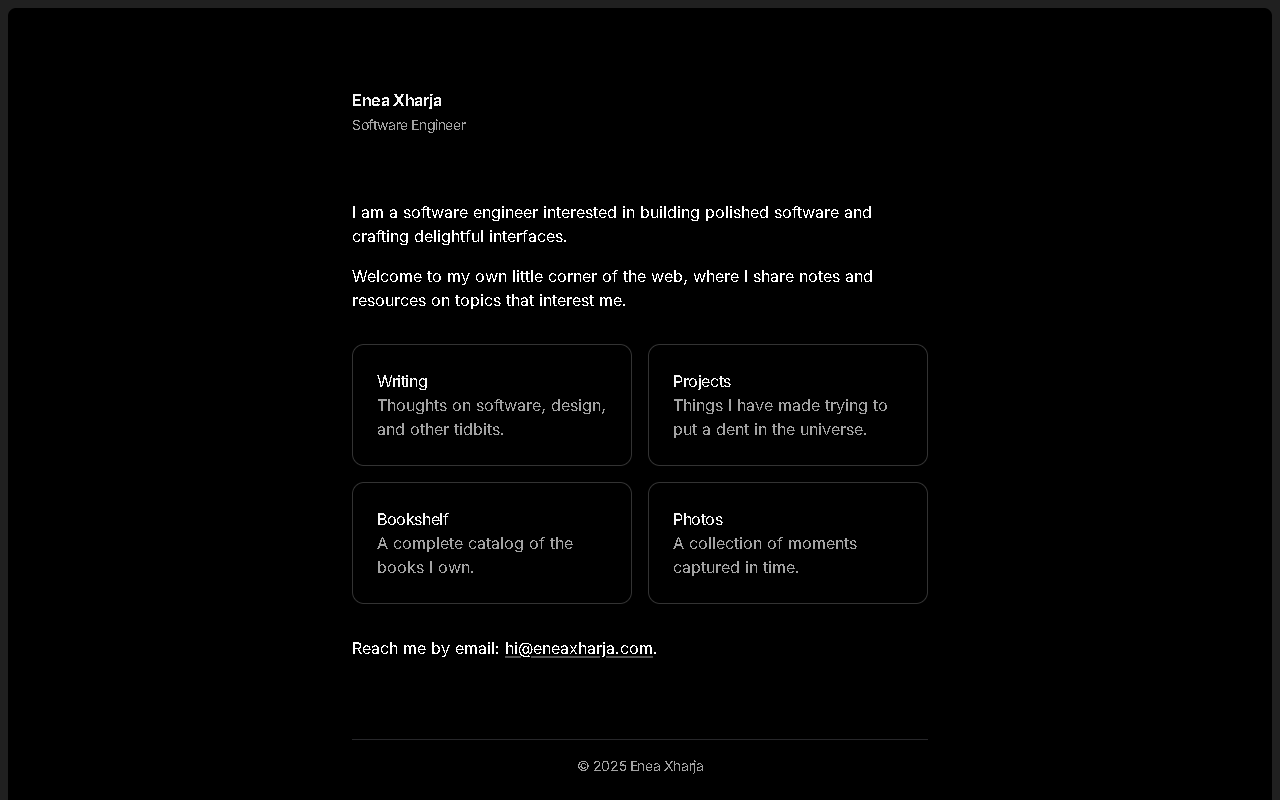 Enea Xharja
Software Engineer
I am a software engineer interested in building polished software and
crafting delightful interfaces.
Welcome to my own little corner of the web, where I share notes and
resources on topics that interest me.
Writing
Thoughts on software, design,
and other tidbits.
Projects
Things I have made trying to
put a dent in the universe.
Bookshelf
A complete catalog of the
books I own.
Photos
A collection of moments
captured in time.
Reach me by email: hi@eneaxharja.com.
© 2025 Enea Xharja